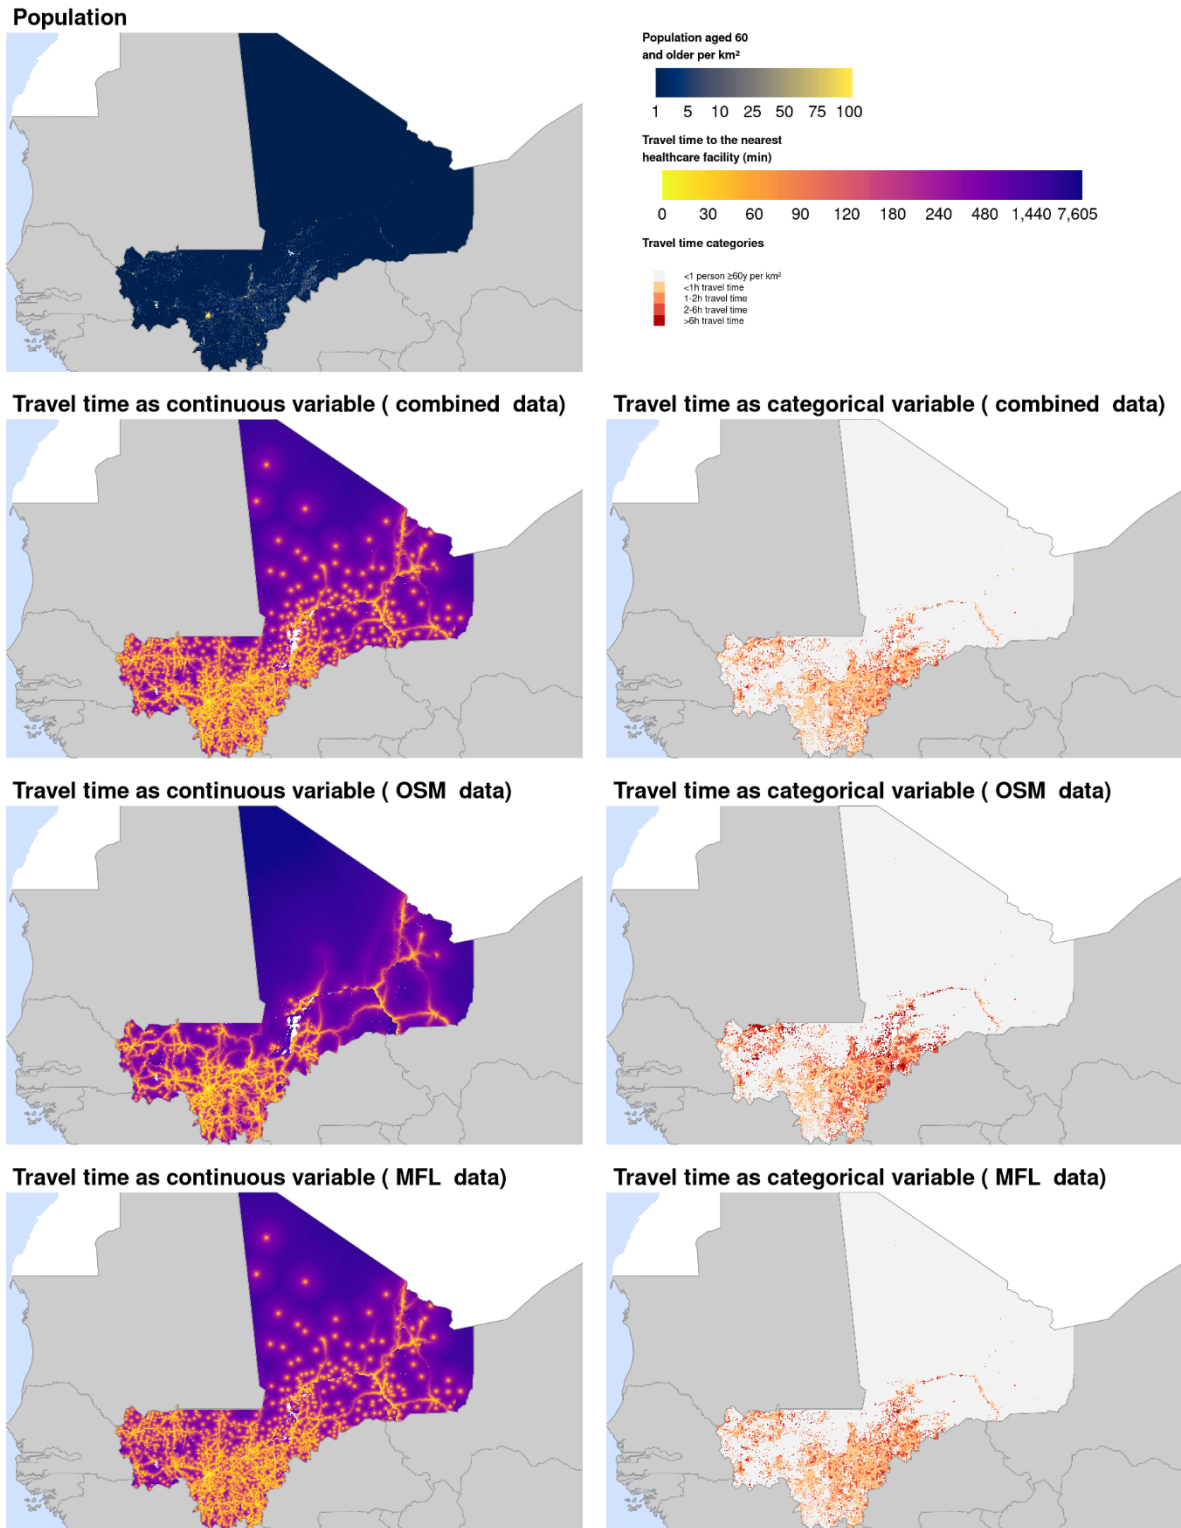 Population
Population aged 60
and older per km²
1 5 10 25 50 75 100
Travel time to the nearest
healthcare facility (min)
0 30 60 90 120 180 240 480 1,440 7,605
Travel time categories
<1 person ≥60y per km²
<1h travel time
1-2h travel time
2-6h travel time
>6h travel time
Travel time as continuous variable ( combined data)
Travel time as categorical variable ( combined data)
Travel time as continuous variable ( OSM data)
Travel time as categorical variable ( OSM data)
Travel time as continuous variable ( MFL data)
Travel time as categorical variable ( MFL data)